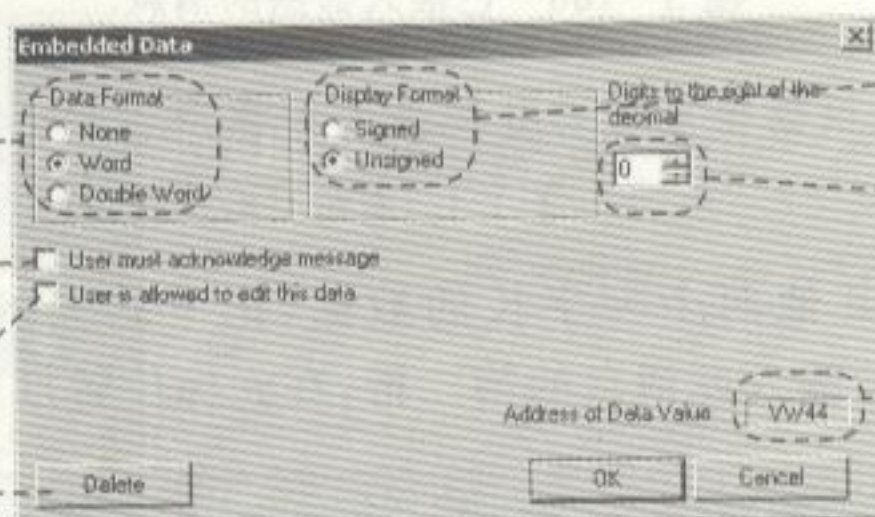 Embedded Data
Data Format
None
Word
Double Word
Display Format
Signed
Unsigned
Digits to the right of the
decimal
0
User must acknowledge message
User is allowed to edit this data
Address of Data Value VW44
Delete OK Cancel